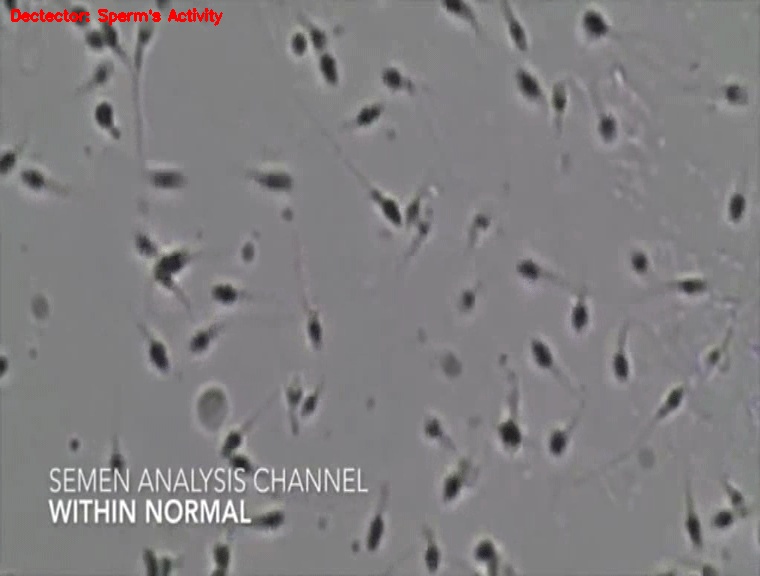 Dectector: Sperm's Activity
SEMEN ANALYSIS CHANNEL
WITHIN NORMAL